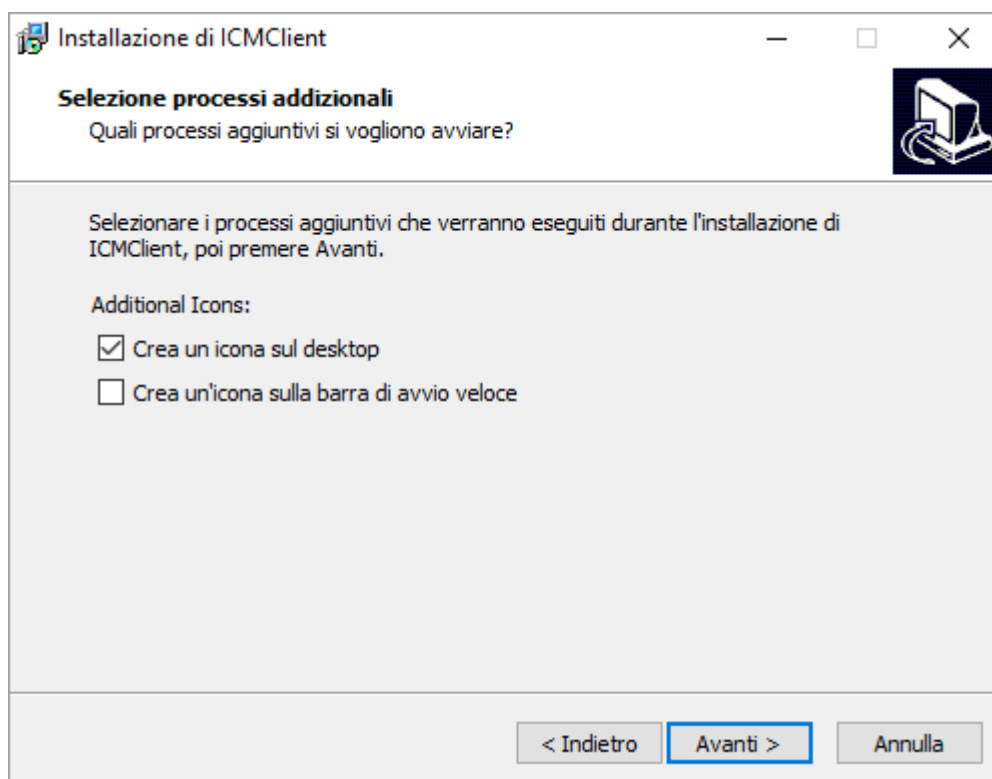 Installazione di ICMClient
Selezione processi addizionali
Quali processi aggiuntivi si vogliono avviare?
Selezionare i processi aggiuntivi che verranno eseguiti durante l'installazione di
ICMClient, poi premere Avanti.
Additional Icons:
Crea un icona sul desktop
Crea un'icona sulla barra di avvio veloce
< Indietro
Avanti >
Annulla